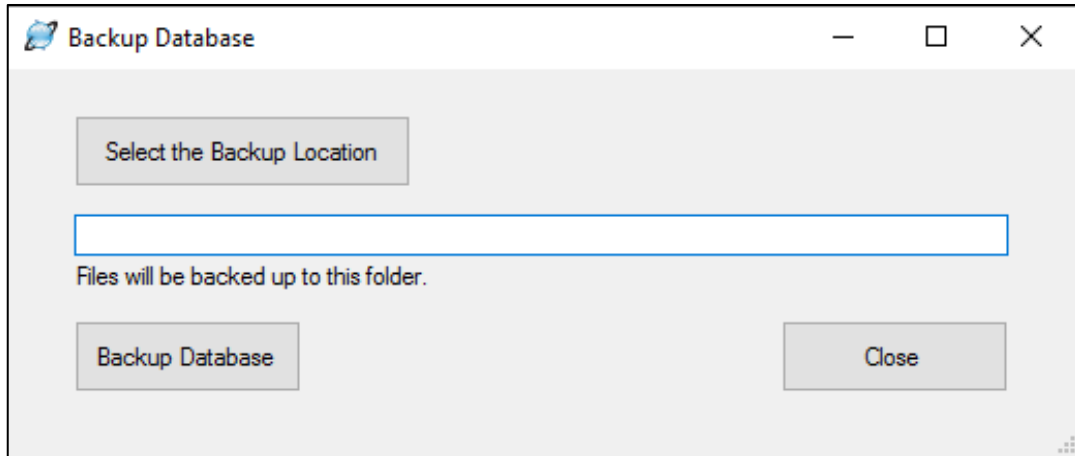 Backup Database
Select the Backup Location
Files will be backed up to this folder.
Backup Database Close